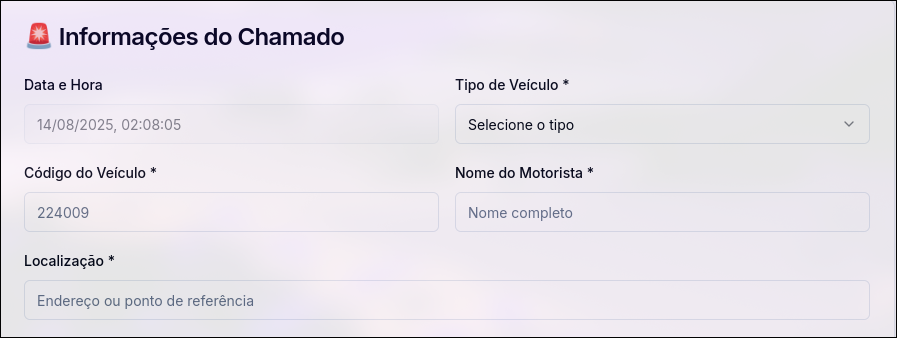 🚨 Informações do Chamado
Data e Hora
Tipo de Veículo *
14/08/2025, 02:08:05
Selecione o tipo
Código do Veículo *
Nome do Motorista *
224009
Nome completo
Localização *
Endereço ou ponto de referência